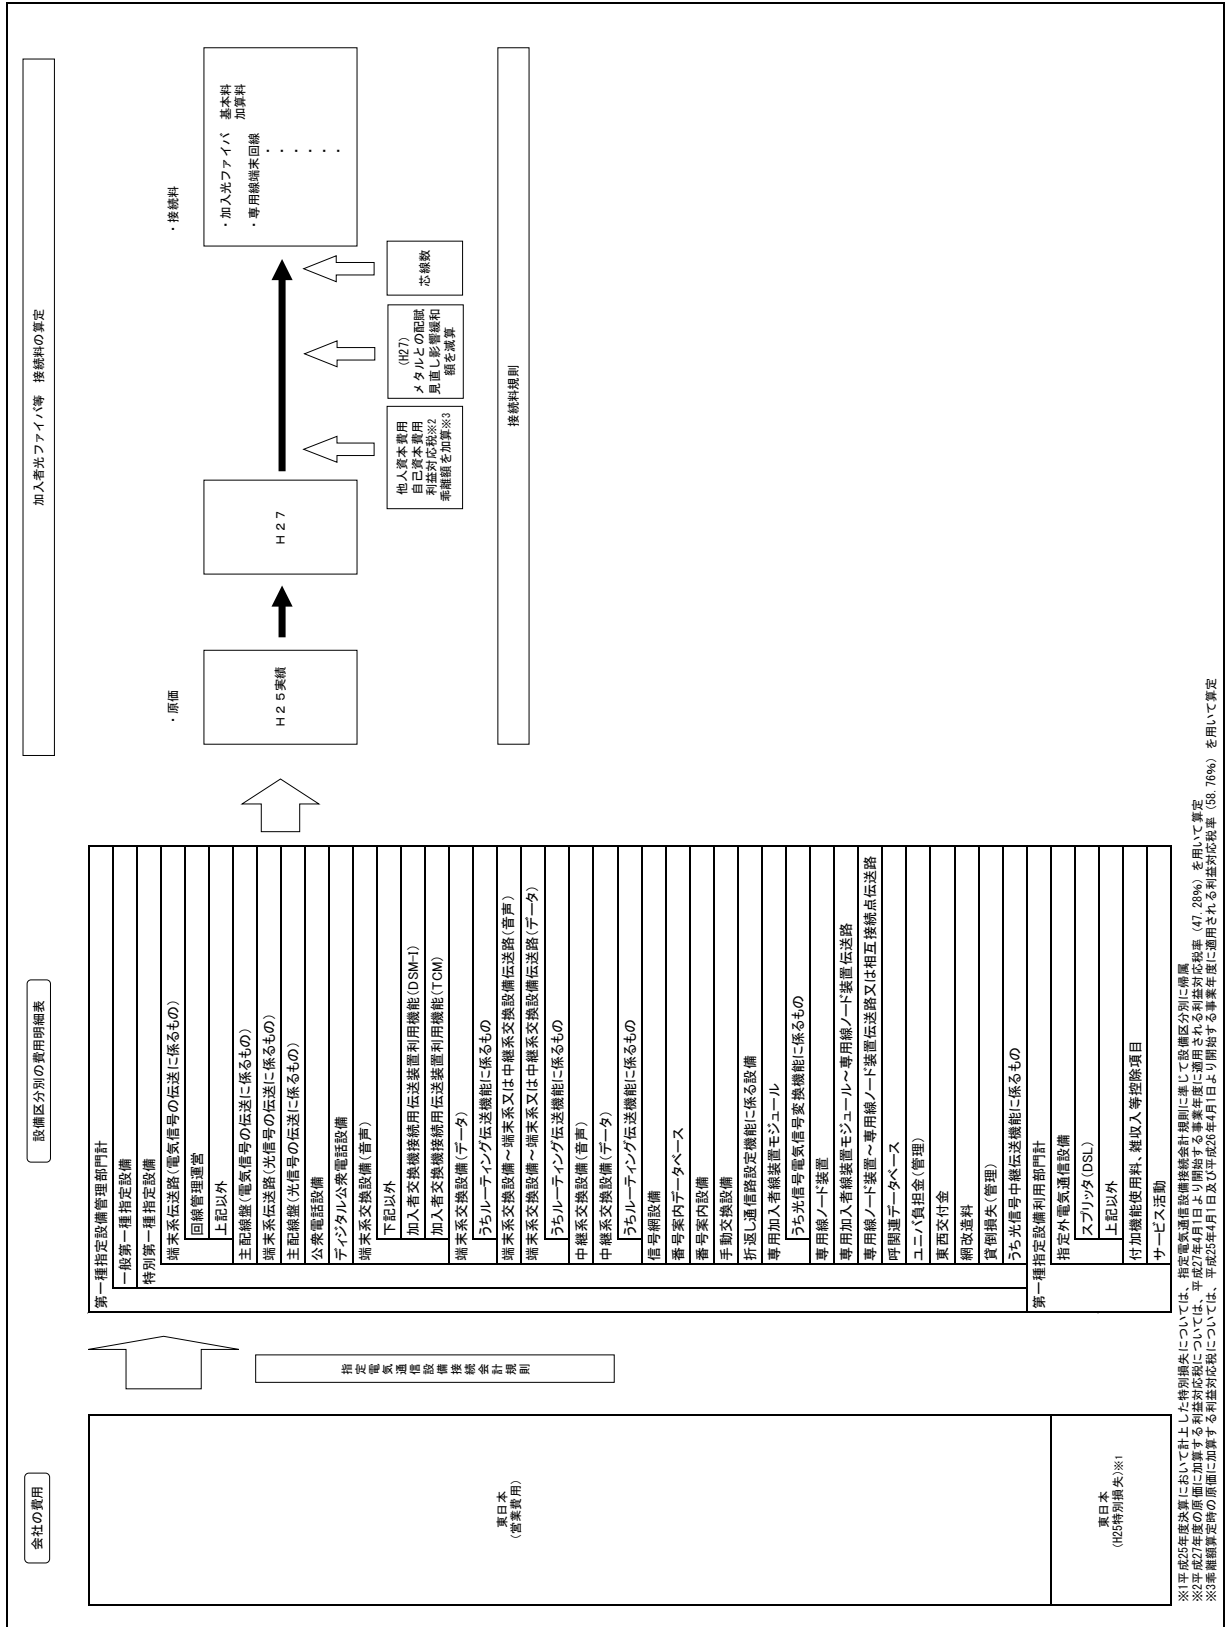 会社の費用
東日本
(営業費用)
東日本
(H25特別損失)※1
指定電気通信設備接続会計規則
設備区分別の費用明細表
第一種指定設備管理部門計
一般第一種指定設備
特別第一種指定設備
端末系伝送路(電気信号の伝送に係るもの)
回線管理運営
上記以外
主配線盤(電気信号の伝送に係るもの)
端末系伝送路(光信号の伝送に係るもの)
主配線盤(光信号の伝送に係るもの)
公衆電話設備
ディジタル公衆電話設備
端末系交換設備(音声)
下記以外
加入者交換機接続用伝送装置利用機能(DSM-I)
加入者交換機接続用伝送装置利用機能(TCM)
端末系交換設備(データ)
うちルーティング伝送機能に係るもの
端末系交換設備~端末系又は中継系交換設備伝送路(音声)
端末系交換設備~端末系又は中継系交換設備伝送路(データ)
うちルーティング伝送機能に係るもの
中継系交換設備(音声)
中継系交換設備(データ)
うちルーティング伝送機能に係るもの
信号網設備
番号案内データベース
番号案内設備
手動交換設備
折返し通信路設定機能に係る設備
専用加入者線装置モジュール
うち光信号電気信号変換機能に係るもの
専用線ノード装置
専用加入者線装置モジュール~専用線ノード装置伝送路
専用線ノード装置~専用線ノード装置伝送路又は相互接続点伝送路
呼関連データベース
ユニバ負担金(管理)
東西交付金
網改造料
貸倒損失(管理)
うち光信号中継伝送機能に係るもの
第一種指定設備利用部門計
指定外電気通信設備
スプリッタ(DSL)
上記以外
付加機能使用料、雑収入等控除項目
サービス活動
加入者光ファイバ等 接続料の算定
・原価
H25実績
H27
・接続料
・加入光ファイバ 基本料
加算料
・専用線端末回線
・
・
・
・
・
・
他人資本費用
自己資本費用
利益対応税※2
乖離額を加算※3
(H27)
メタルとの配賦
見直し影響緩和
額を減算
芯線数
接続料規則
※1平成25年度決算において計上した特別損失については、指定電気通信設備接続会計規則に準じて設備区分別に帰属
※2平成27年度の原価に加算する利益対応税については、平成27年4月1日より開始する事業年度に適用される利益対応税率(47.28%)を用いて算定
※3乖離額算定時の原価に加算する利益対応税については、平成25年4月1日及び平成26年4月1日より開始する事業年度に適用される利益対応税率(58.76%)を用いて算定